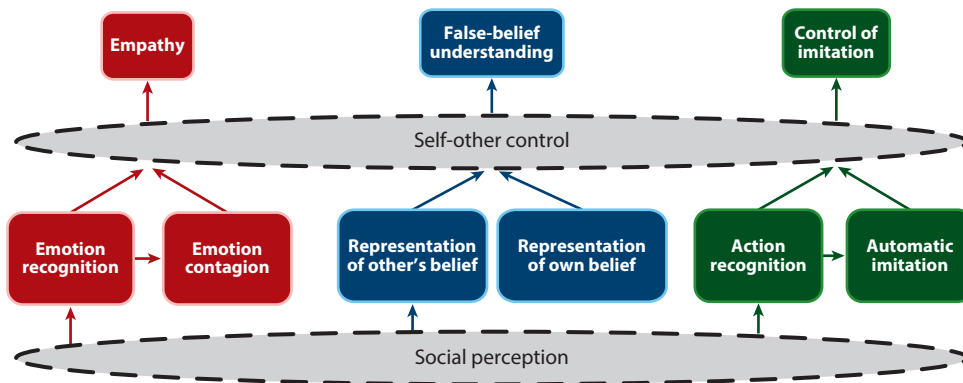 Empathy
False-belief
understanding
Control of
imitation
Self-other control
Emotion
recognition
Emotion
contagion
Representation
of other's belief
Representation
of own belief
Action
recognition
Automatic
imitation
Social perception